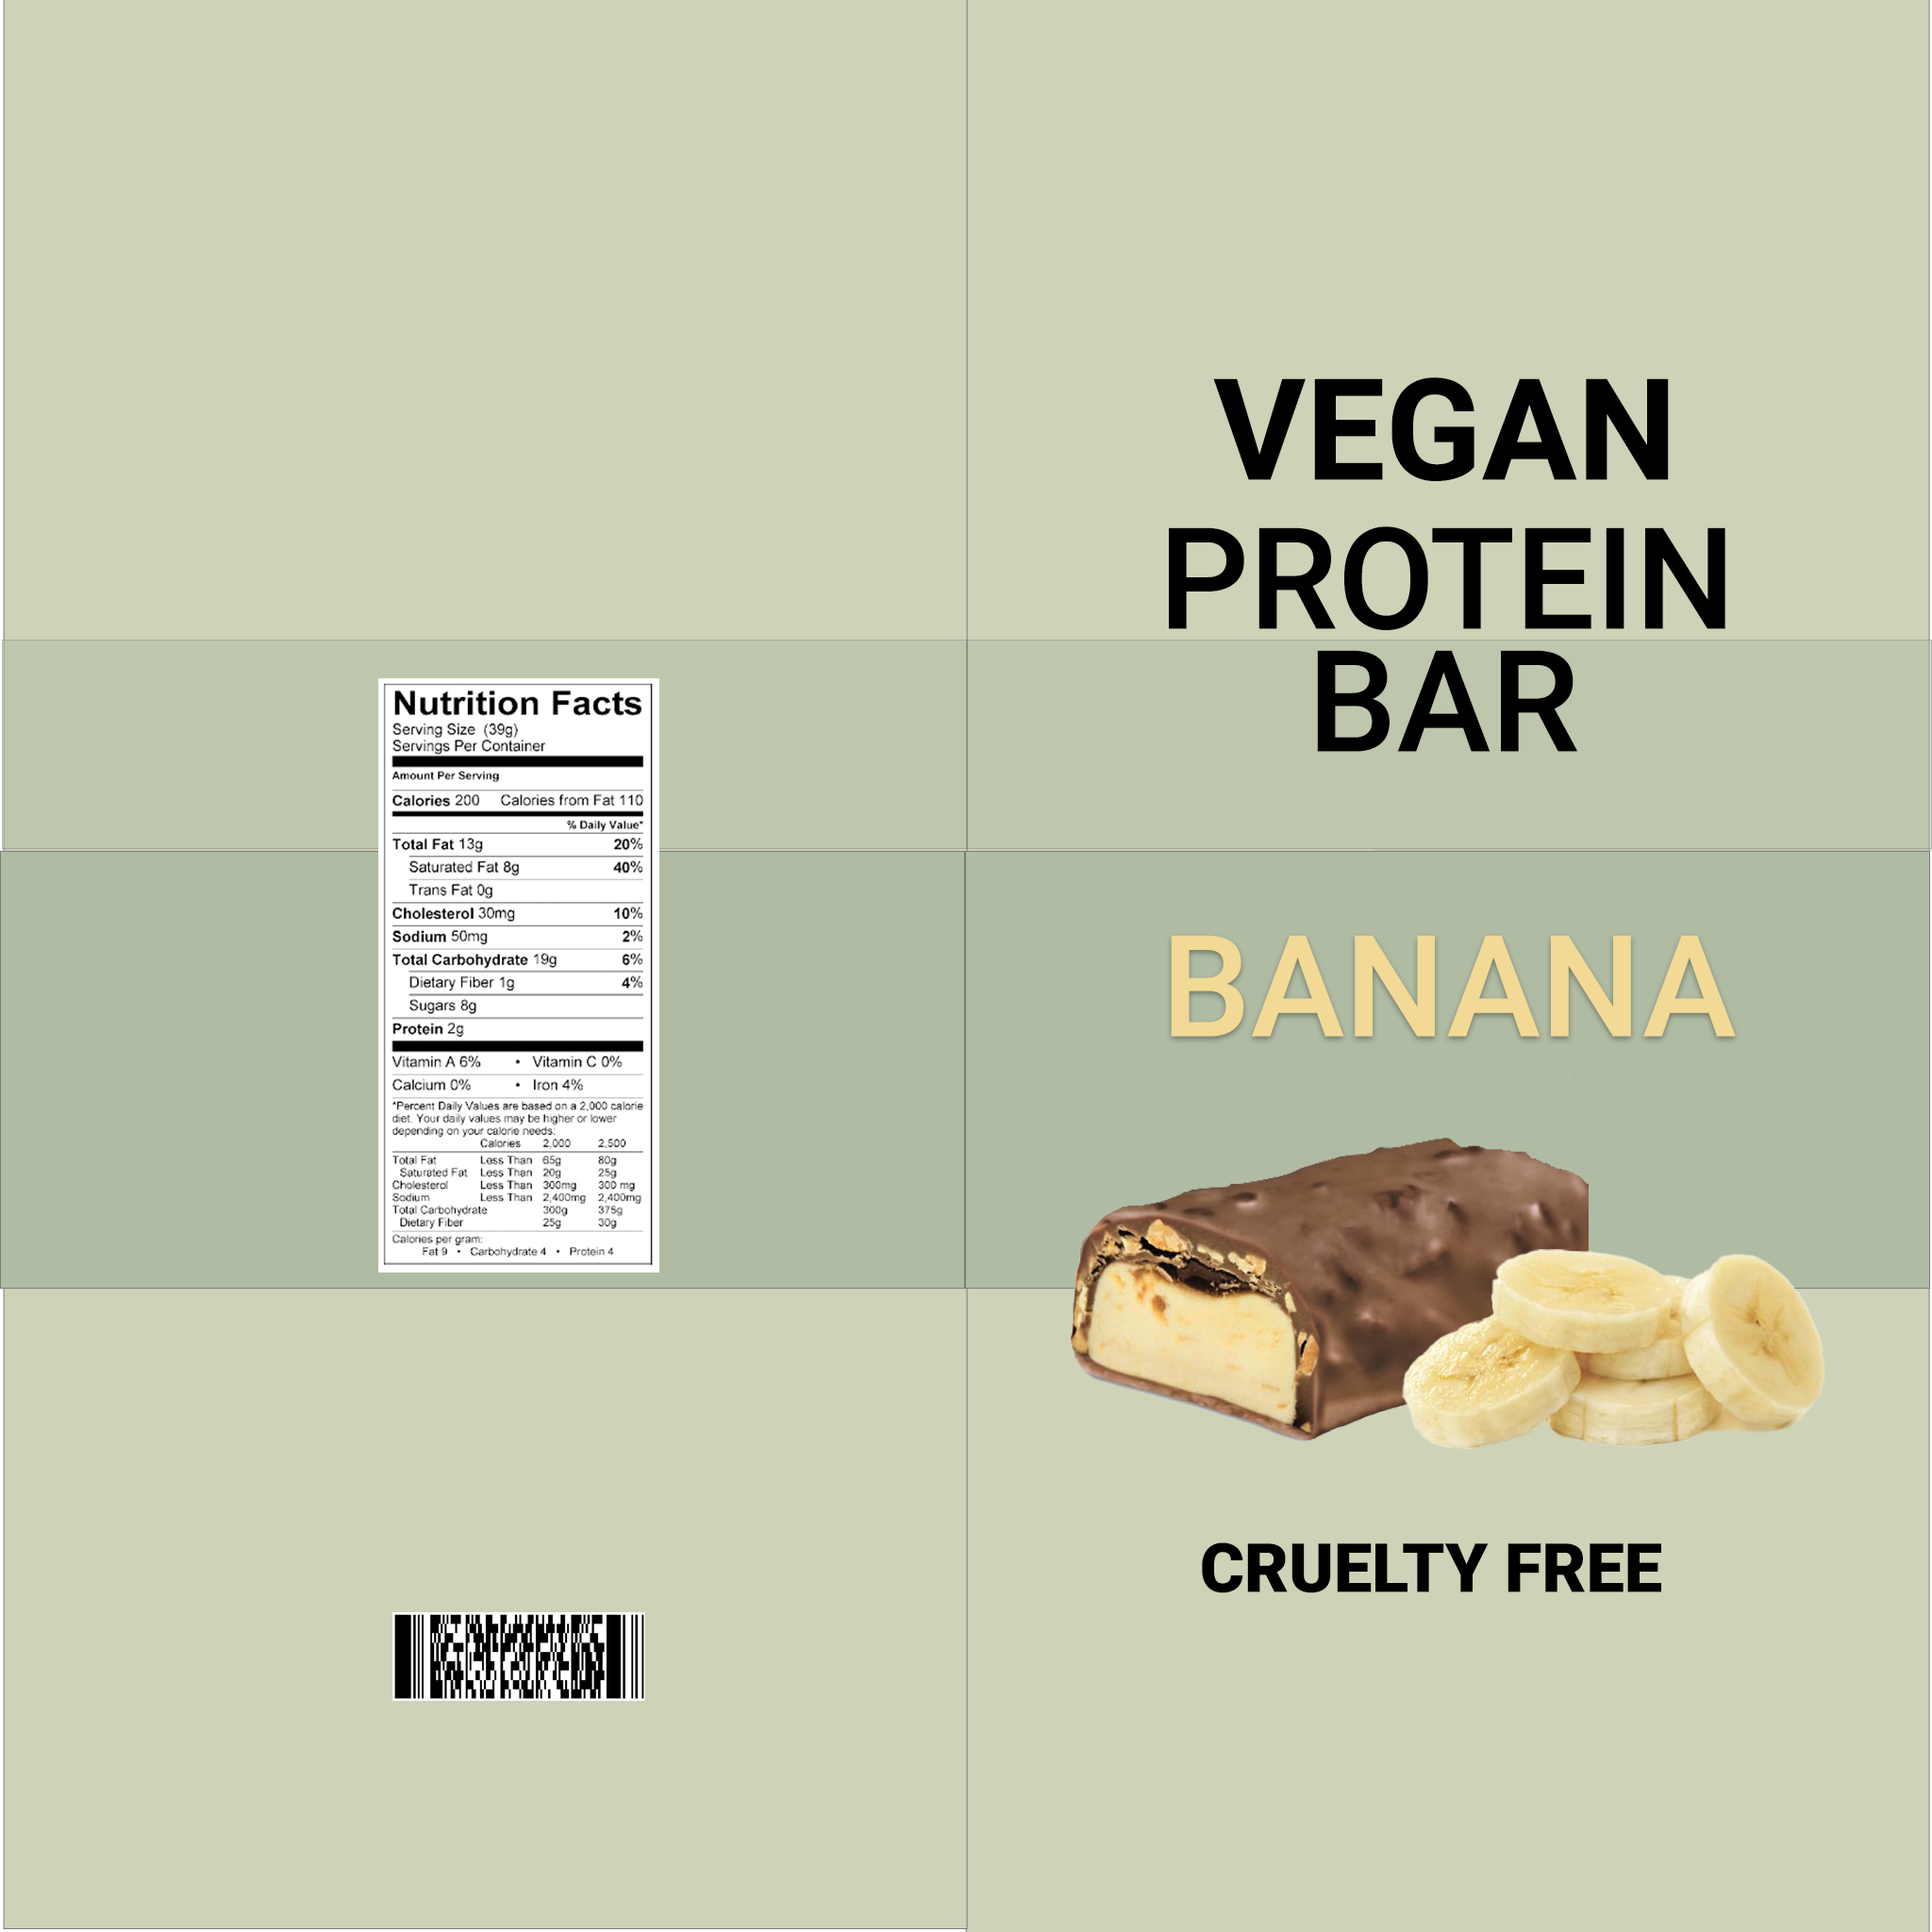 VEGAN
PROTEIN
BAR
BANANA
CRUELTY FREE
Nutrition Facts
Serving Size (39g)
Servings Per Container
Amount Per Serving
Calories 200 Calories from Fat 110
% Daily Value*
Total Fat 13g 20%
Saturated Fat 8g 40%
Trans Fat 0g
Cholesterol 30mg 10%
Sodium 50mg 2%
Total Carbohydrate 19g 6%
Dietary Fiber 1g 4%
Sugars 8g
Protein 2g
Vitamin A 6% • Vitamin C 0%
Calcium 0% • Iron 4%
*Percent Daily Values are based on a 2,000 calorie
diet. Your daily values may be higher or lower
depending on your calorie needs:
Calories 2,000 2,500
Total Fat Less Than 65g 80g
Saturated Fat Less Than 20g 25g
Cholesterol Less Than 300mg 300 mg
Sodium Less Than 2,400mg 2,400mg
Total Carbohydrate 300g 375g
Dietary Fiber 25g 30g
Calories per gram:
Fat 9 • Carbohydrate 4 • Protein 4